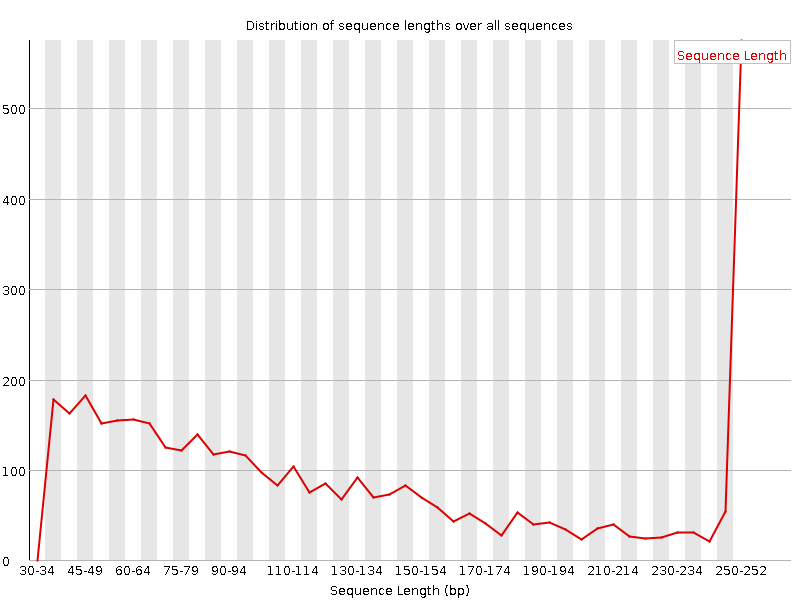 Distribution of sequence lengths over all sequences
Sequence Length
500
400
300
200
100
0
30-34 45-49 60-64 75-79 90-94 110-114 130-134 150-154 170-174 190-194 210-214 230-234 250-252
Sequence Length (bp)